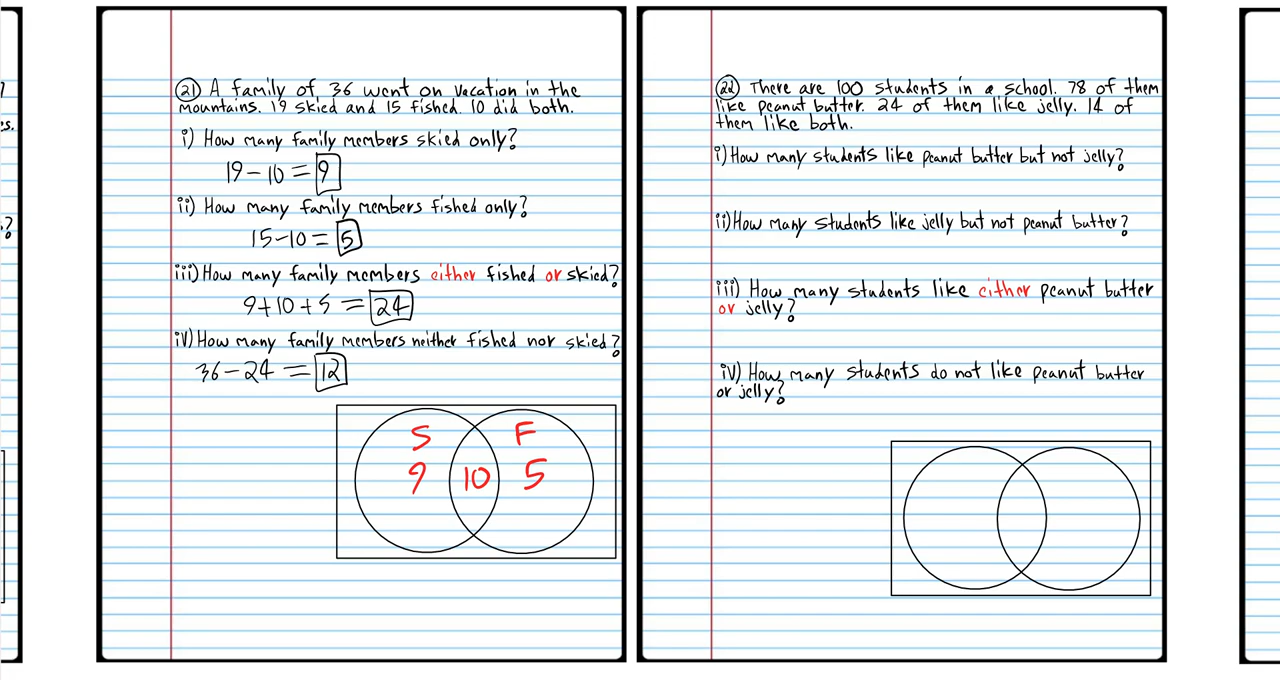 ?
s.
?
㉑ A family of 36 went on vacation in the
mountains. 19 skied and 15 fished. 10 did both.
i) How many family members skied only?
19 - 10 = 9
ii) How many family members fished only?
15 - 10 = 5
iii) How many family members either fished or skied?
9 + 10 + 5 = 24
iv) How many family members neither fished nor skied?
36 - 24 = 12
S F
9 10 5
㉒ There are 100 students in a school. 78 of them
like peanut butter. 24 of them like jelly. 14 of
them like both.
i) How many students like peanut butter but not jelly?
ii) How many students like jelly but not peanut butter?
iii) How many students like either peanut butter
or jelly?
iv) How many students do not like peanut butter
or jelly?